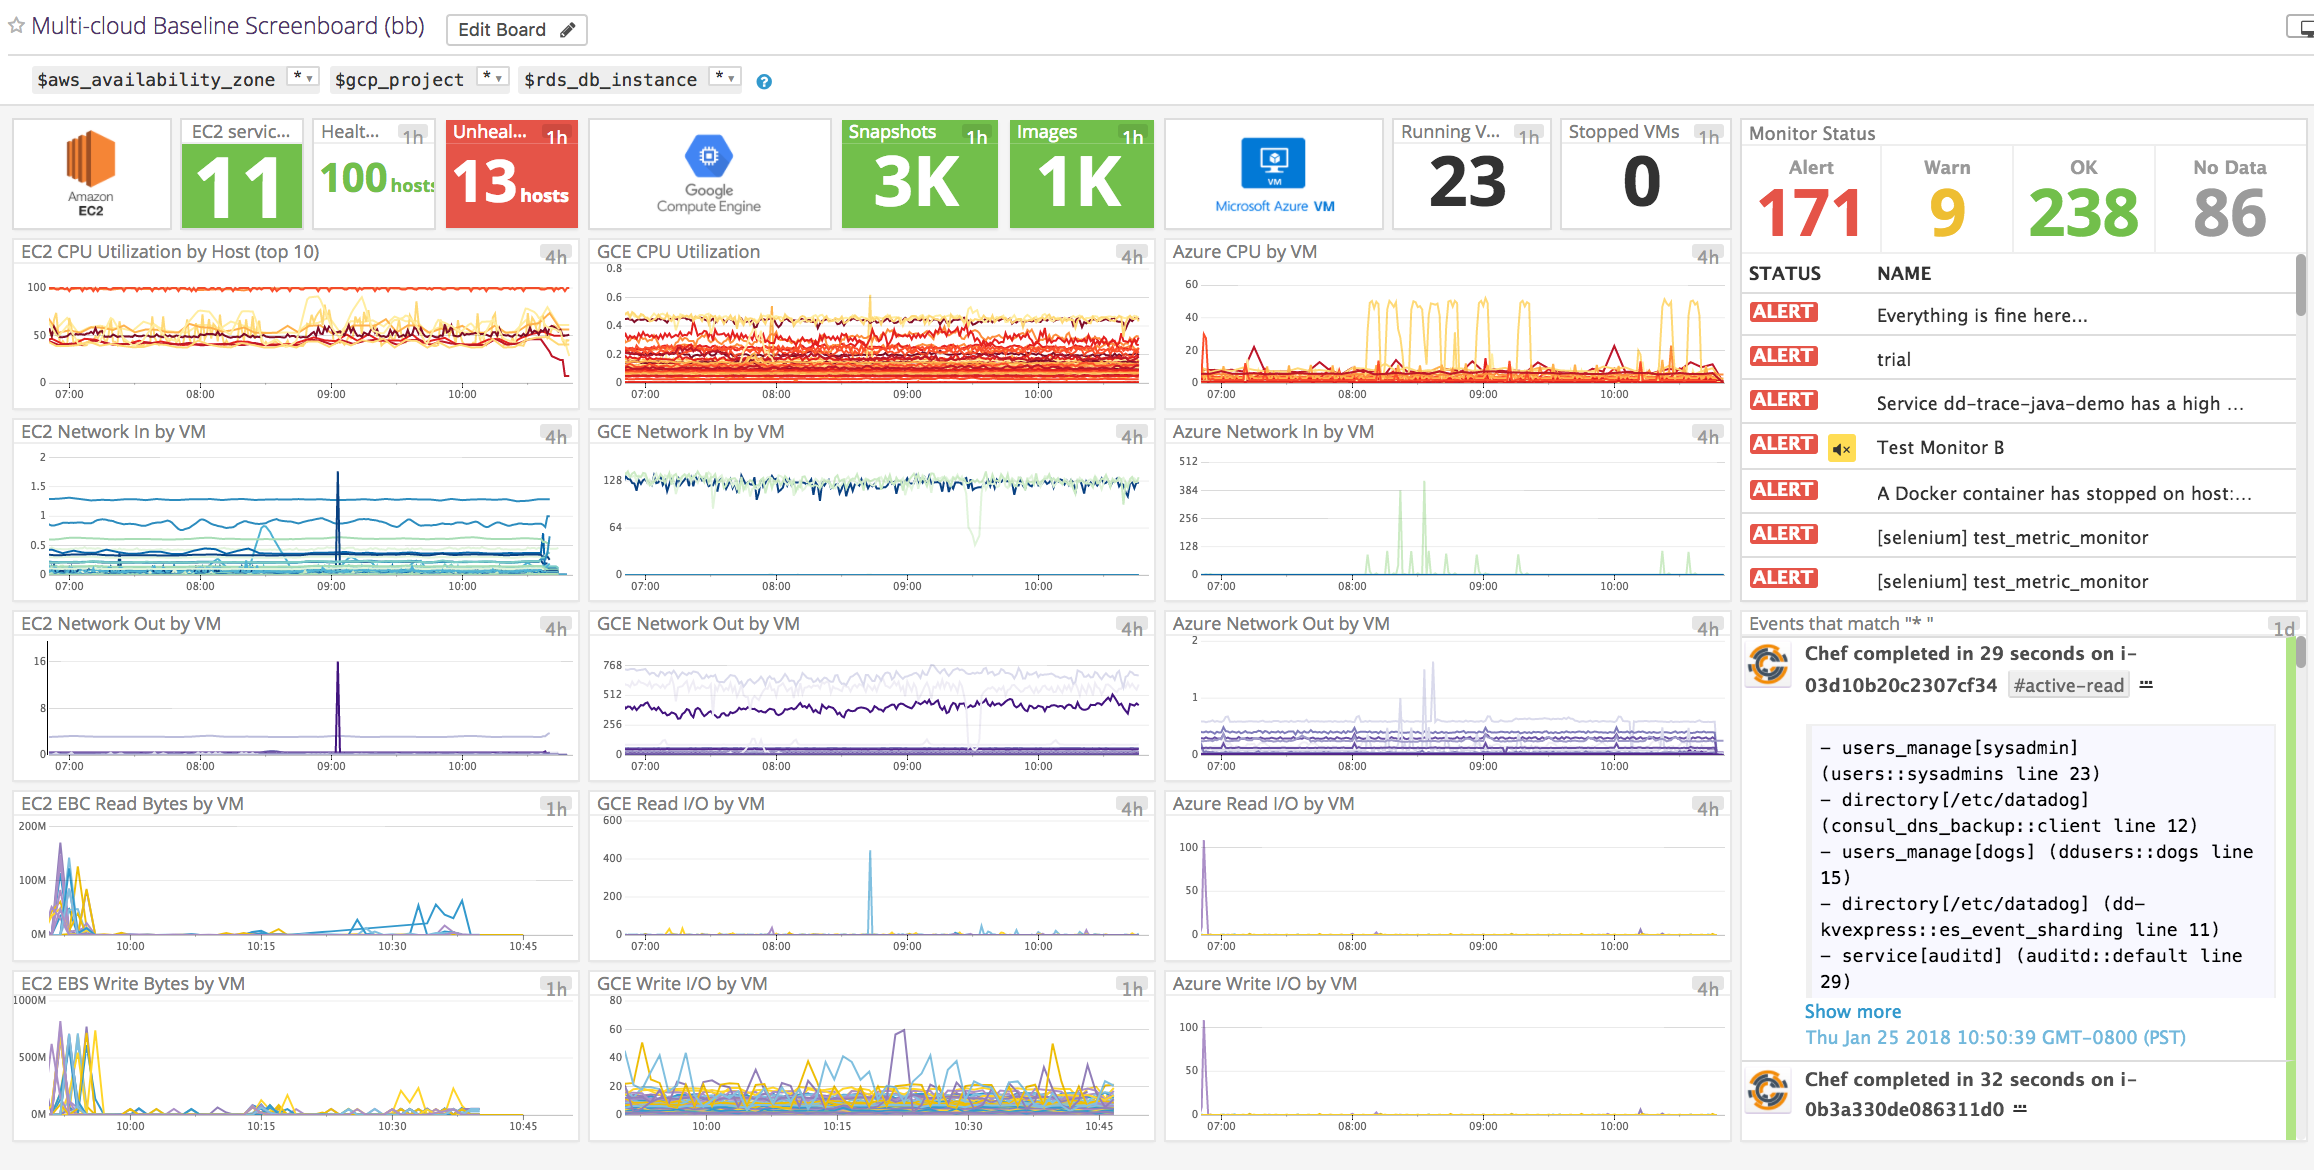 Multi-cloud Baseline Screenboard (bb)
Edit Board
$aws_availability_zone * $gcp_project * $rds_db_instance * ?
Amazon
EC2
EC2 servic...
11
Healt... 1h
100 hosts
Unheal... 1h
13 hosts
Google
Compute Engine
Snapshots 1h
3K
Images 1h
1K
VM
Microsoft Azure VM
Running V... 1h
23
Stopped VMs 1h
0
Monitor Status
Alert Warn OK No Data
171 9 238 86
STATUS NAME
ALERT Everything is fine here...
ALERT trial
ALERT Service dd-trace-java-demo has a high ...
ALERT Test Monitor B
ALERT A Docker container has stopped on host:...
ALERT [selenium] test_metric_monitor
ALERT [selenium] test_metric_monitor
EC2 CPU Utilization by Host (top 10) 4h
100
50
0
07:00 08:00 09:00 10:00
GCE CPU Utilization 4h
0.8
0.6
0.4
0.2
0
07:00 08:00 09:00 10:00
Azure CPU by VM 4h
60
40
20
0
07:00 08:00 09:00 10:00
EC2 Network In by VM 4h
2
1.5
1
0.5
0
07:00 08:00 09:00 10:00
GCE Network In by VM 4h
128
64
0
07:00 08:00 09:00 10:00
Azure Network In by VM 4h
512
384
256
128
0
07:00 08:00 09:00 10:00
EC2 Network Out by VM 4h
16
8
0
07:00 08:00 09:00 10:00
GCE Network Out by VM 4h
768
512
256
0
07:00 08:00 09:00 10:00
Azure Network Out by VM 4h
2
1
0
07:00 08:00 09:00 10:00
EC2 EBC Read Bytes by VM 1h
200M
100M
0M
10:00 10:15 10:30 10:45
GCE Read I/O by VM 4h
600
400
200
0
07:00 08:00 09:00 10:00
Azure Read I/O by VM 4h
100
50
0
07:00 08:00 09:00 10:00
EC2 EBS Write Bytes by VM 1h
1000M
500M
0M
10:00 10:15 10:30 10:45
GCE Write I/O by VM 1h
80
60
40
20
0
10:00 10:15 10:30 10:45
Azure Write I/O by VM 4h
100
50
0
07:00 08:00 09:00 10:00
Events that match "* " 1d
Chef completed in 29 seconds on i-
03d10b20c2307cf34 #active-read
- users_manage[sysadmin]
(users::sysadmins line 23)
- directory[/etc/datadog]
(consul_dns_backup::client line 12)
- users_manage[dogs] (ddusers::dogs line
15)
- directory[/etc/datadog] (dd-
kvexpress::es_event_sharding line 11)
- service[auditd] (auditd::default line
29)
Show more
Thu Jan 25 2018 10:50:39 GMT-0800 (PST)
Chef completed in 32 seconds on i-
0b3a330de086311d0